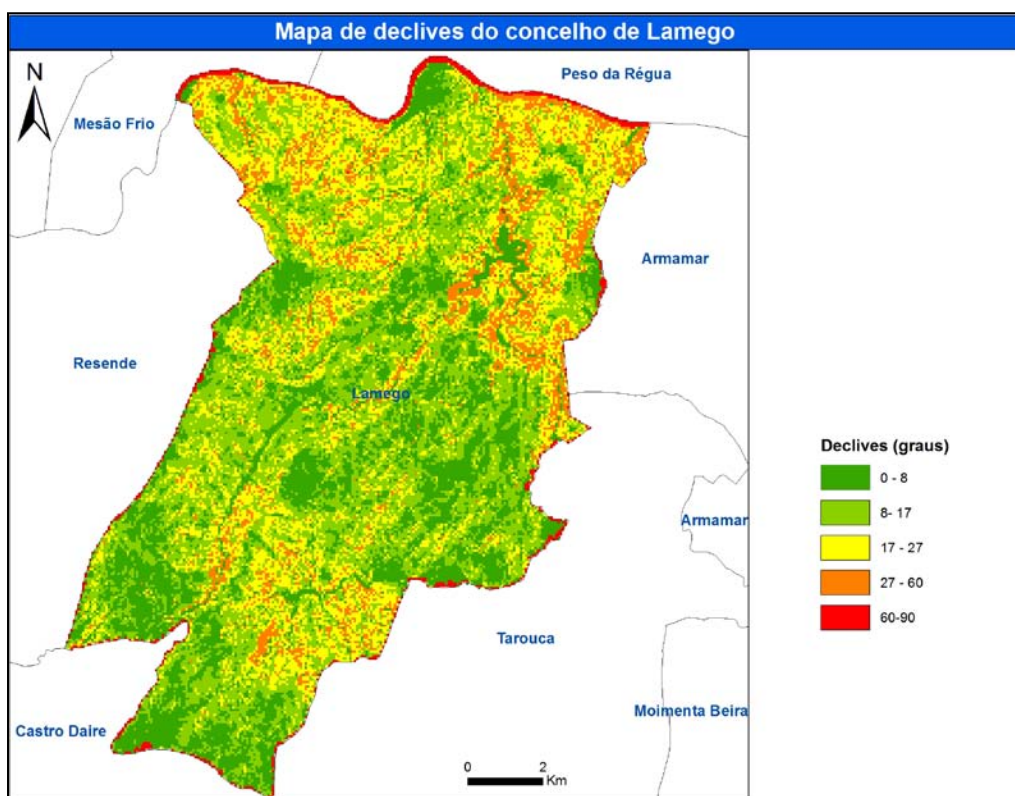 Mapa de declives do concelho de Lamego
N
Peso da Régua
Mesão Frio
Armamar
Resende
Lamego
Declives (graus)
0 - 8
8- 17
17 - 27
27 - 60
60-90
Armamar
Tarouca
Moimenta Beira
Castro Daire
0 2
Km